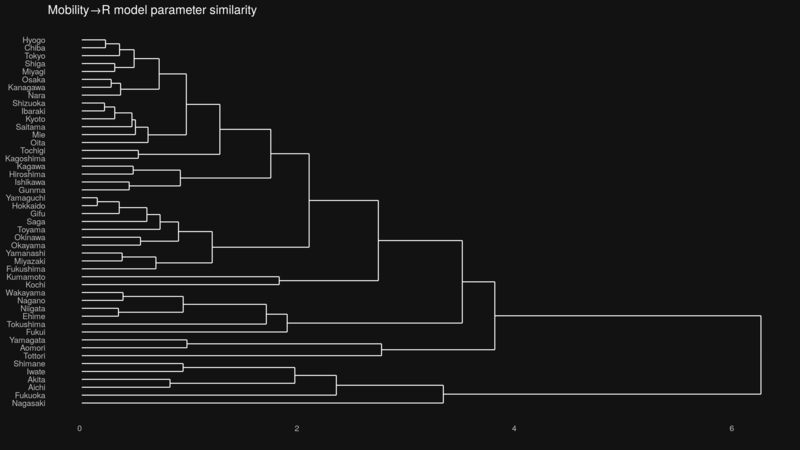 Mobility→R model parameter similarity
Hyogo
Chiba
Tokyo
Shiga
Miyagi
Osaka
Kanagawa
Nara
Shizuoka
Ibaraki
Kyoto
Saitama
Mie
Oita
Tochigi
Kagoshima
Kagawa
Hiroshima
Ishikawa
Gunma
Yamaguchi
Hokkaido
Gifu
Saga
Toyama
Okinawa
Okayama
Yamanashi
Miyazaki
Fukushima
Kumamoto
Kochi
Wakayama
Nagano
Niigata
Ehime
Tokushima
Fukui
Yamagata
Aomori
Tottori
Shimane
Iwate
Akita
Aichi
Fukuoka
Nagasaki
0 2 4 6